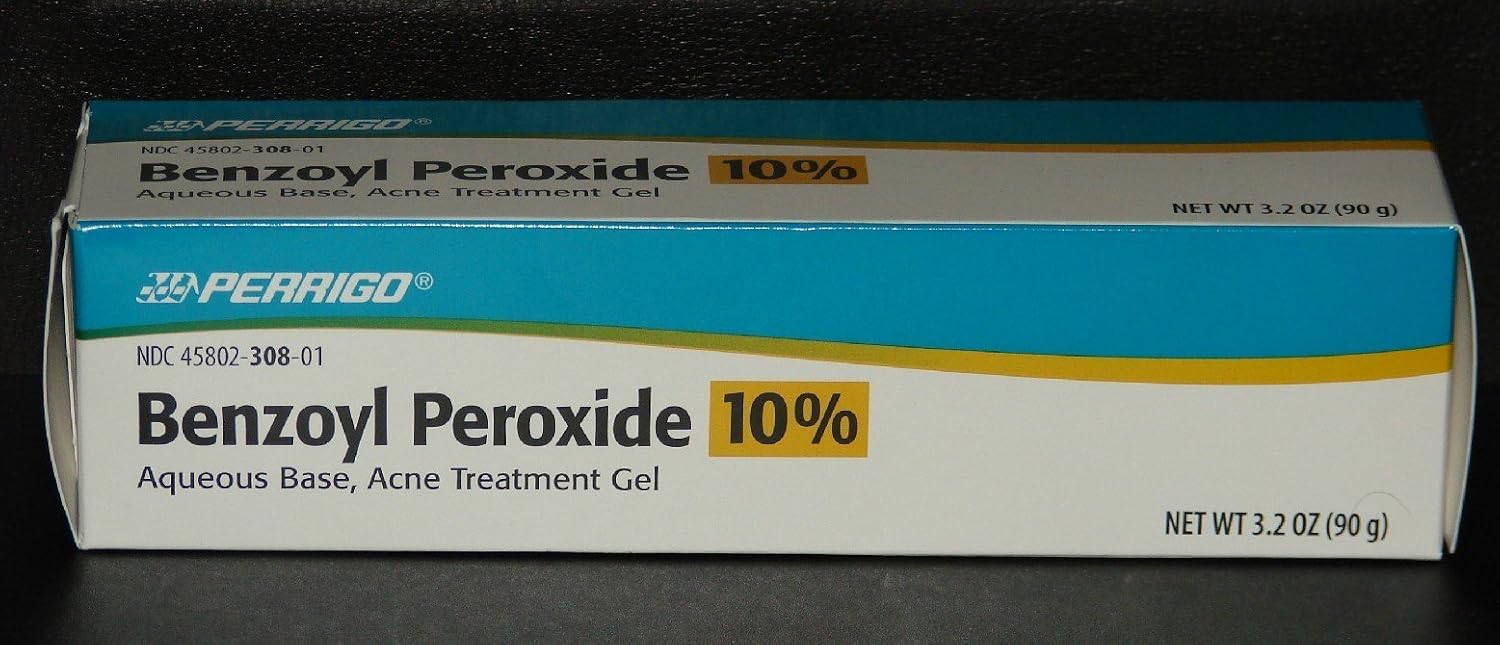 PERRIGO®
NDC 45802-308-01
Benzoyl Peroxide 10%
Aqueous Base, Acne Treatment Gel
NET WT 3.2 OZ (90 g)
PERRIGO®
NDC 45802-308-01
Benzoyl Peroxide 10%
Aqueous Base, Acne Treatment Gel
NET WT 3.2 OZ (90 g)